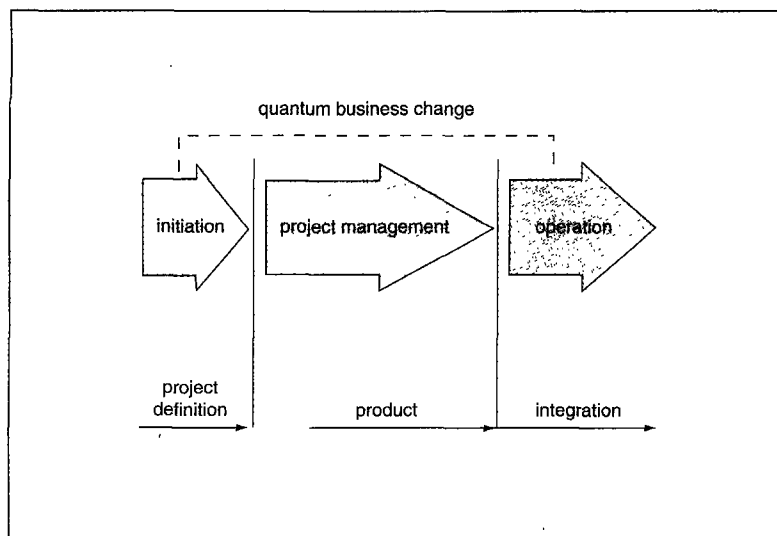 quantum business change
initiation
project management
operation
project
definition
product
integration